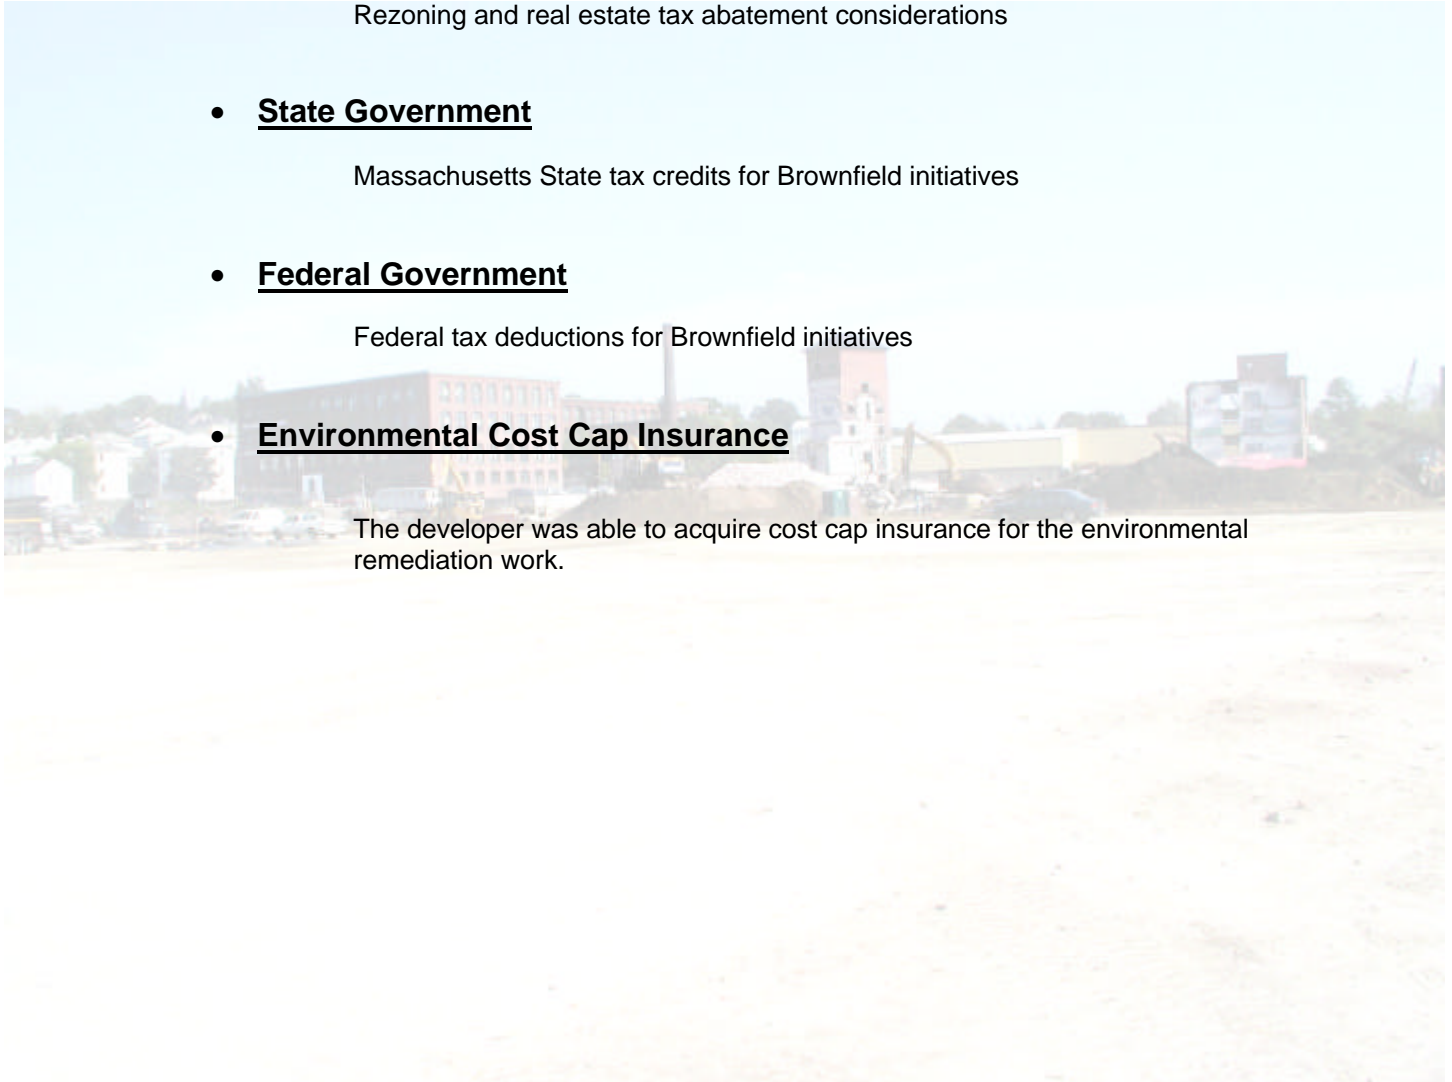 Rezoning and real estate tax abatement considerations
• State Government
Massachusetts State tax credits for Brownfield initiatives
• Federal Government
Federal tax deductions for Brownfield initiatives
• Environmental Cost Cap Insurance
The developer was able to acquire cost cap insurance for the environmental
remediation work.